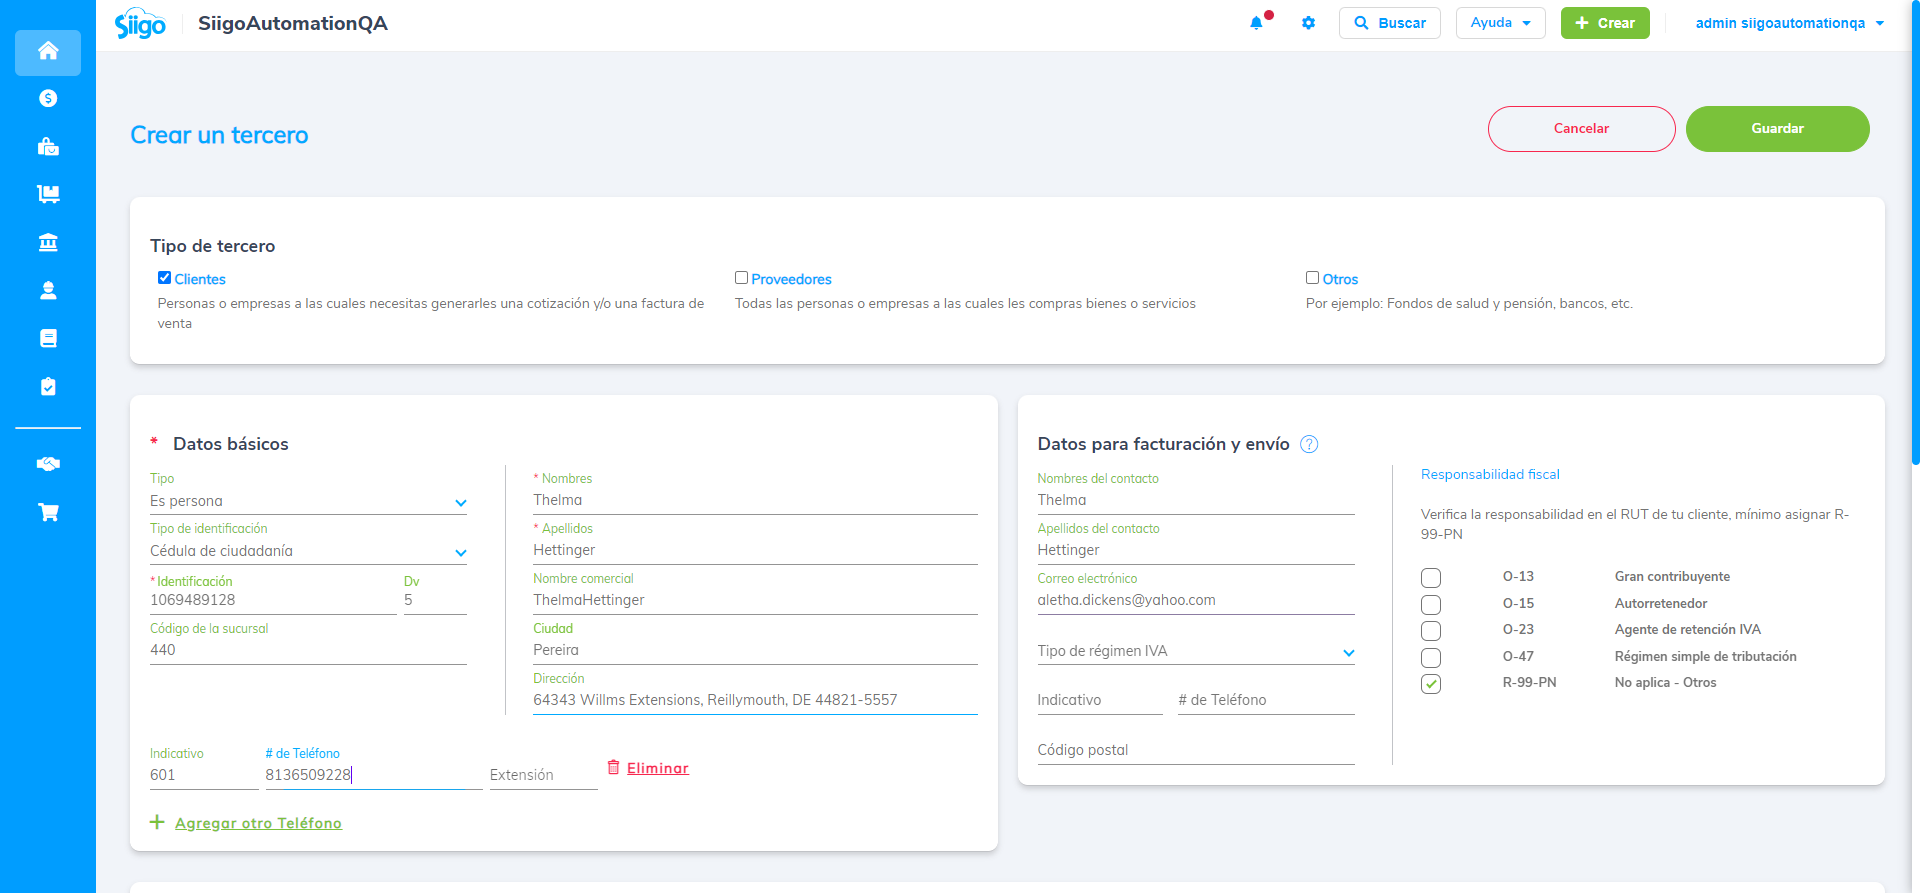 Siigo
SiigoAutomationQA
Buscar
Ayuda
Crear
admin siigoautomationqa
Crear un tercero
Cancelar
Guardar
Tipo de tercero
Clientes
Personas o empresas a las cuales necesitas generarles una cotización y/o una factura de
venta
Proveedores
Todas las personas o empresas a las cuales les compras bienes o servicios
Otros
Por ejemplo: Fondos de salud y pensión, bancos, etc.
* Datos básicos
Tipo
Es persona
Tipo de identificación
Cédula de ciudadanía
*Identificación
1069489128
Dv
5
Código de la sucursal
440
* Nombres
Thelma
* Apellidos
Hettinger
Nombre comercial
ThelmaHettinger
Ciudad
Pereira
Dirección
64343 Willms Extensions, Reillymouth, DE 44821-5557
Indicativo
601
# de Teléfono
8136509228
Extensión
Eliminar
Agregar otro Teléfono
Datos para facturación y envío ?
Nombres del contacto
Thelma
Apellidos del contacto
Hettinger
Correo electrónico
aletha.dickens@yahoo.com
Tipo de régimen IVA
Indicativo
# de Teléfono
Código postal
Responsabilidad fiscal
Verifica la responsabilidad en el RUT de tu cliente, mínimo asignar R-
99-PN
O-13 Gran contribuyente
O-15 Autorretenedor
O-23 Agente de retención IVA
O-47 Régimen simple de tributación
R-99-PN No aplica - Otros